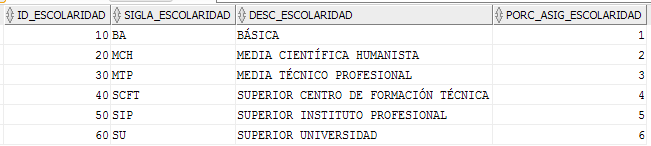 ID_ESCOLARIDAD SIGLA_ESCOLARIDAD DESC_ESCOLARIDAD PORC_ASIG_ESCOLARIDAD
10 BA BÁSICA 1
20 MCH MEDIA CIENTÍFICA HUMANISTA 2
30 MTP MEDIA TÉCNICO PROFESIONAL 3
40 SCFT SUPERIOR CENTRO DE FORMACIÓN TÉCNICA 4
50 SIP SUPERIOR INSTITUTO PROFESIONAL 5
60 SU SUPERIOR UNIVERSIDAD 6